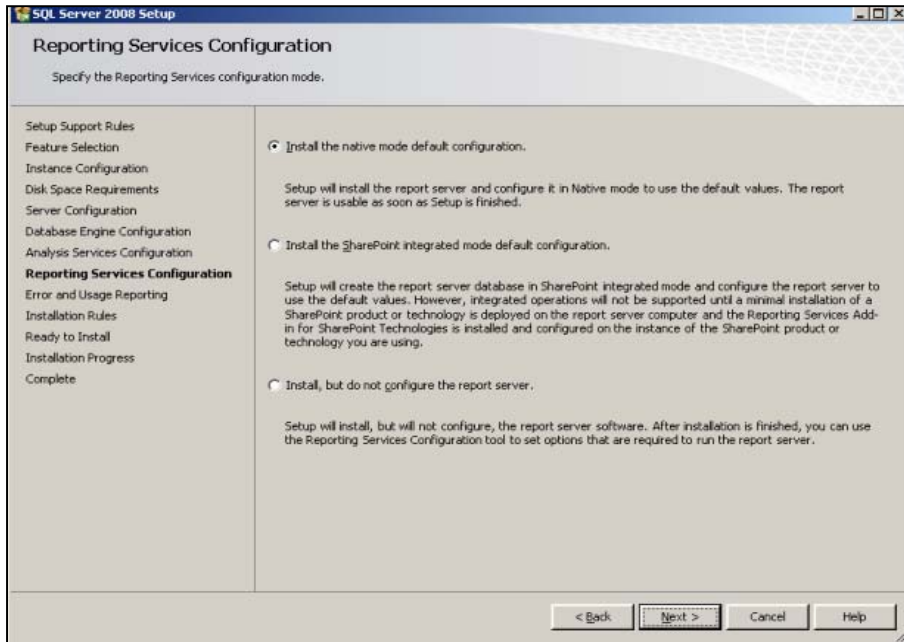 SQL Server 2008 Setup
Reporting Services Configuration
Specify the Reporting Services configuration mode.
Setup Support Rules
Feature Selection
Instance Configuration
Disk Space Requirements
Server Configuration
Database Engine Configuration
Analysis Services Configuration
Reporting Services Configuration
Error and Usage Reporting
Installation Rules
Ready to Install
Installation Progress
Complete
Install the native mode default configuration.
Setup will install the report server and configure it in Native mode to use the default values. The report
server is usable as soon as Setup is finished.
Install the SharePoint integrated mode default configuration.
Setup will create the report server database in SharePoint integrated mode and configure the report server to
use the default values. However, integrated operations will not be supported until a minimal installation of a
SharePoint product or technology is deployed on the report server computer and the Reporting Services Add-
in for SharePoint Technologies is installed and configured on the instance of the SharePoint product or
technology you are using.
Install, but do not configure the report server.
Setup will install, but will not configure, the report server software. After installation is finished, you can use
the Reporting Services Configuration tool to set options that are required to run the report server.
< Back
Next >
Cancel
Help